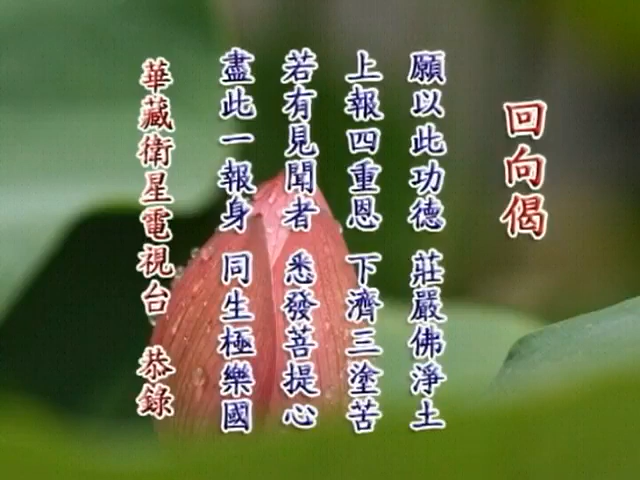 回向偈
願以此功德 莊嚴佛淨土
上報四重恩 下濟三塗苦
若有見聞者 悉發菩提心
盡此一報身 同生極樂國
華藏衛星電視台 恭錄